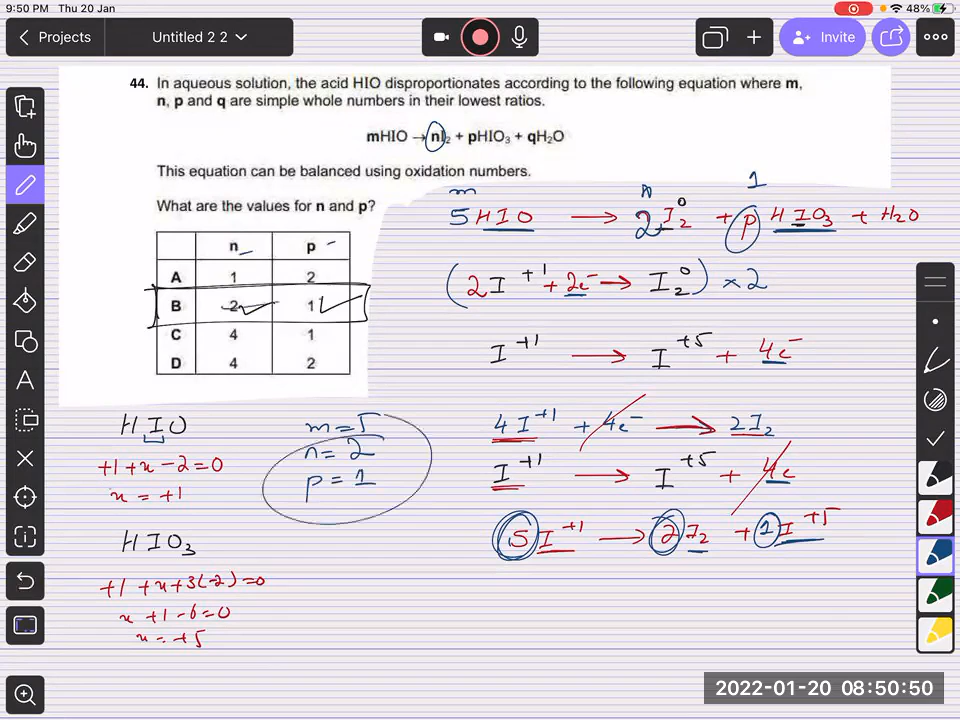 9:50 PM Thu 20 Jan
48%
Projects
Untitled 2 2
Invite
44. In aqueous solution, the acid HIO disproportionates according to the following equation where m,
n, p and q are simple whole numbers in their lowest ratios.
mHIO → nI₂ + pHIO₃ + qH₂O
This equation can be balanced using oxidation numbers.
What are the values for n and p?
n p
A 1 2
B 2 1
C 4 1
D 4 2
m n 1
5 HIO → 2 I₂⁰ + p HIO₃ + H₂O
(2I⁺¹ + 2e⁻ → I₂⁰) × 2
I⁺¹ → I⁺⁵ + 4e⁻
4I⁺¹ + 4e⁻ → 2I₂
I⁺¹ → I⁺⁵ + 4e
5I⁺¹ → 2I₂ + 1I⁺⁵
HIO
+1 + x - 2 = 0
x = +1
HIO₃
+1 + x + 3(-2) = 0
x + 1 - 6 = 0
x = +5
m = 5
n = 2
p = 1
A
2022-01-20 08:50:50